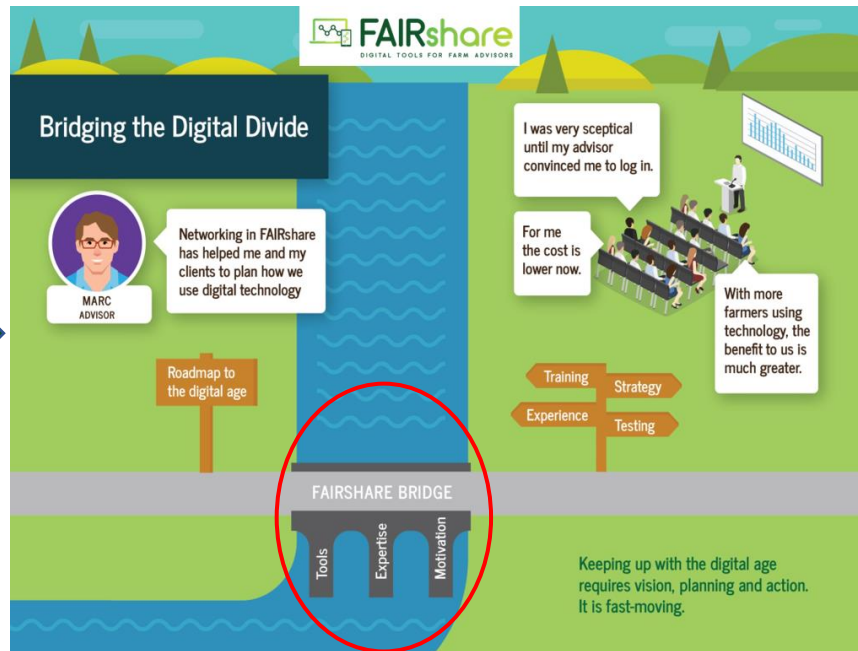 FAIRshare
DIGITAL TOOLS FOR FARM ADVISORS
Bridging the Digital Divide
MARC
ADVISOR
Networking in FAIRshare
has helped me and my
clients to plan how we
use digital technology
I was very sceptical
until my advisor
convinced me to log in.
For me
the cost is
lower now.
With more
farmers using
technology, the
benefit to us is
much greater.
Roadmap to
the digital age
Training
Strategy
Experience
Testing
FAIRSHARE BRIDGE
Tools
Expertise
Motivation
Keeping up with the digital age
requires vision, planning and action.
It is fast-moving.